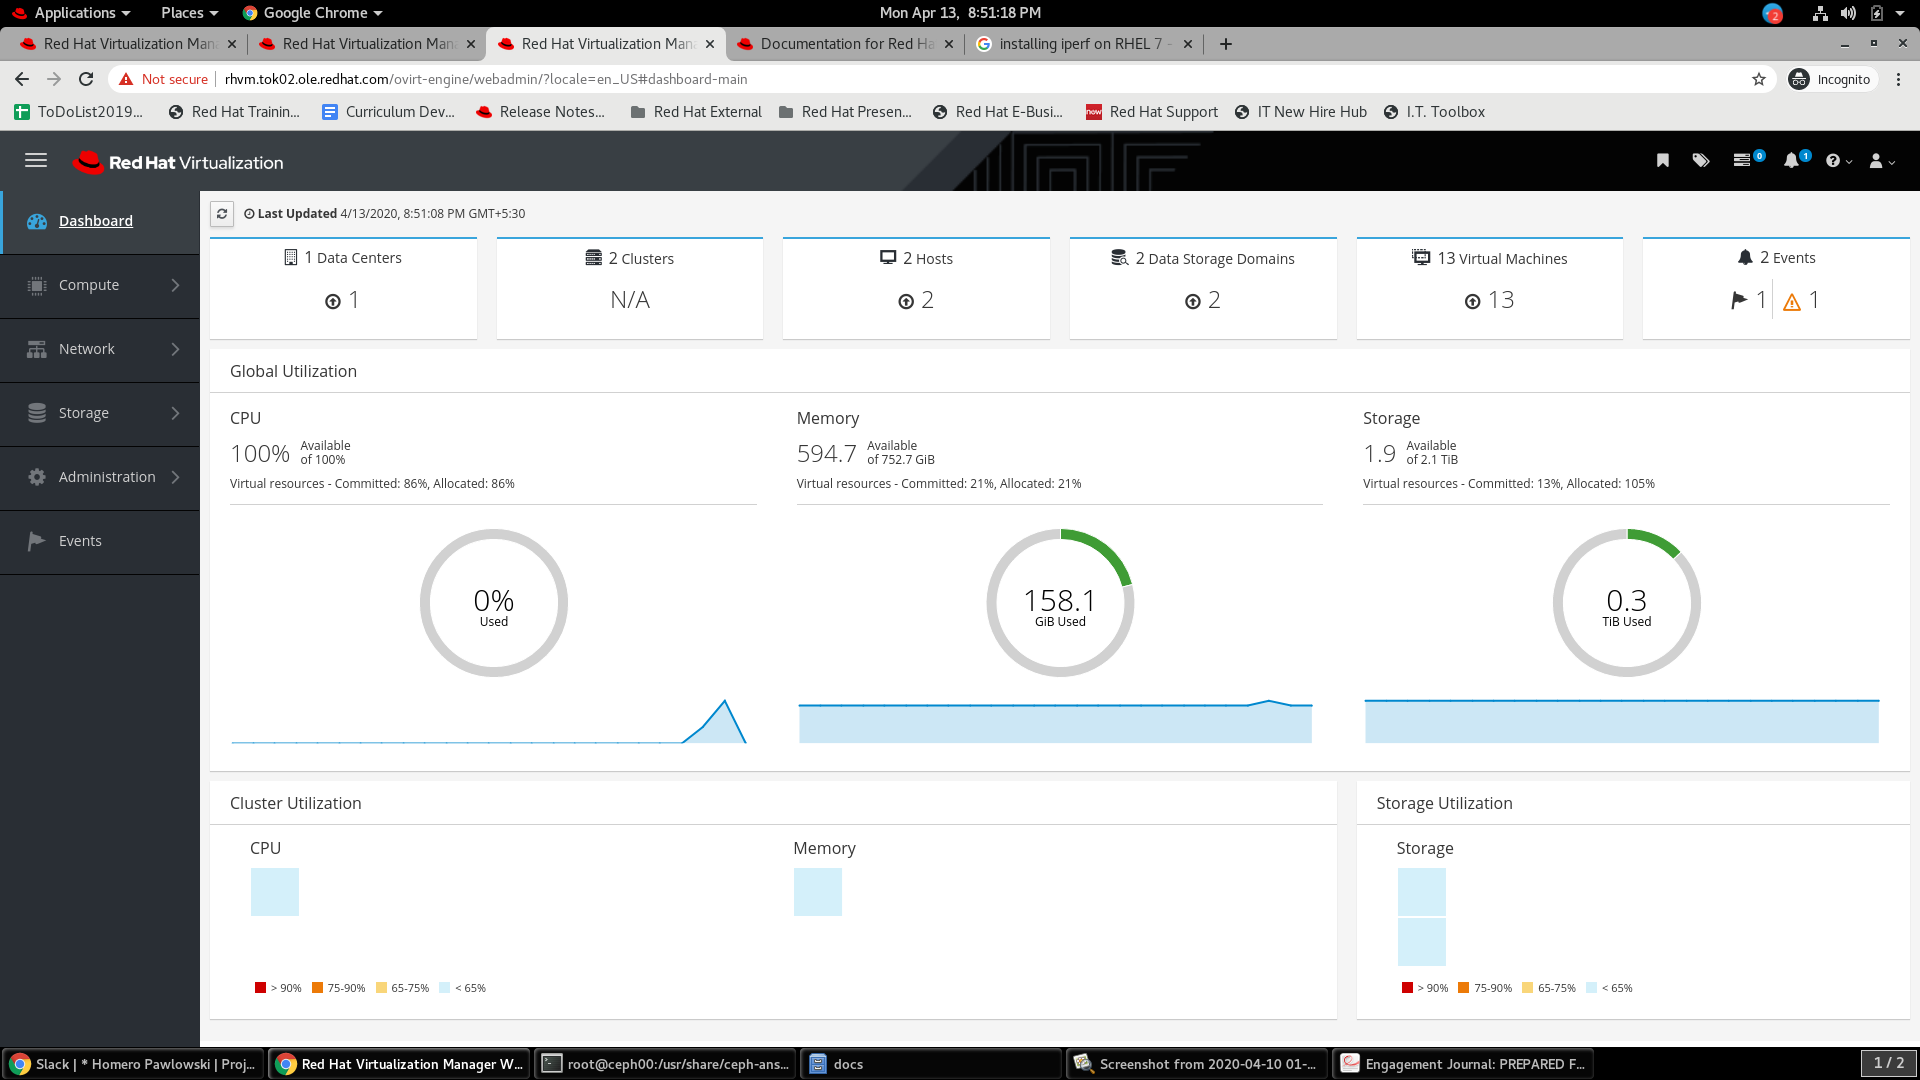 Applications Places Google Chrome Mon Apr 13, 8:51:18 PM 2
Red Hat Virtualization Man Red Hat Virtualization Man Red Hat Virtualization Man Documentation for Red Ha installing iperf on RHEL 7 -
Not secure rhvm.tok02.ole.redhat.com/ovirt-engine/webadmin/?locale=en_US#dashboard-main Incognito
ToDoList2019... Red Hat Trainin... Curriculum Dev... Release Notes... Red Hat External Red Hat Presen... Red Hat E-Busi... now Red Hat Support IT New Hire Hub I.T. Toolbox
Red Hat Virtualization 0 1
Dashboard
Compute
Network
Storage
Administration
Events
Last Updated 4/13/2020, 8:51:08 PM GMT+5:30
1 Data Centers 2 Clusters 2 Hosts 2 Data Storage Domains 13 Virtual Machines 2 Events
1 N/A 2 2 13 1 1
Global Utilization
CPU
100% Available of 100%
Virtual resources - Committed: 86%, Allocated: 86%
0%
Used
Memory
594.7 Available of 752.7 GiB
Virtual resources - Committed: 21%, Allocated: 21%
158.1
GiB Used
Storage
1.9 Available of 2.1 TiB
Virtual resources - Committed: 13%, Allocated: 105%
0.3
TiB Used
Cluster Utilization
CPU Memory
> 90% 75-90% 65-75% < 65%
Storage Utilization
Storage
> 90% 75-90% 65-75% < 65%
Slack | * Homero Pawlowski | Proj... Red Hat Virtualization Manager W... root@ceph00:/usr/share/ceph-ans... docs Screenshot from 2020-04-10 01-... Engagement Journal: PREPARED F... 1 / 2